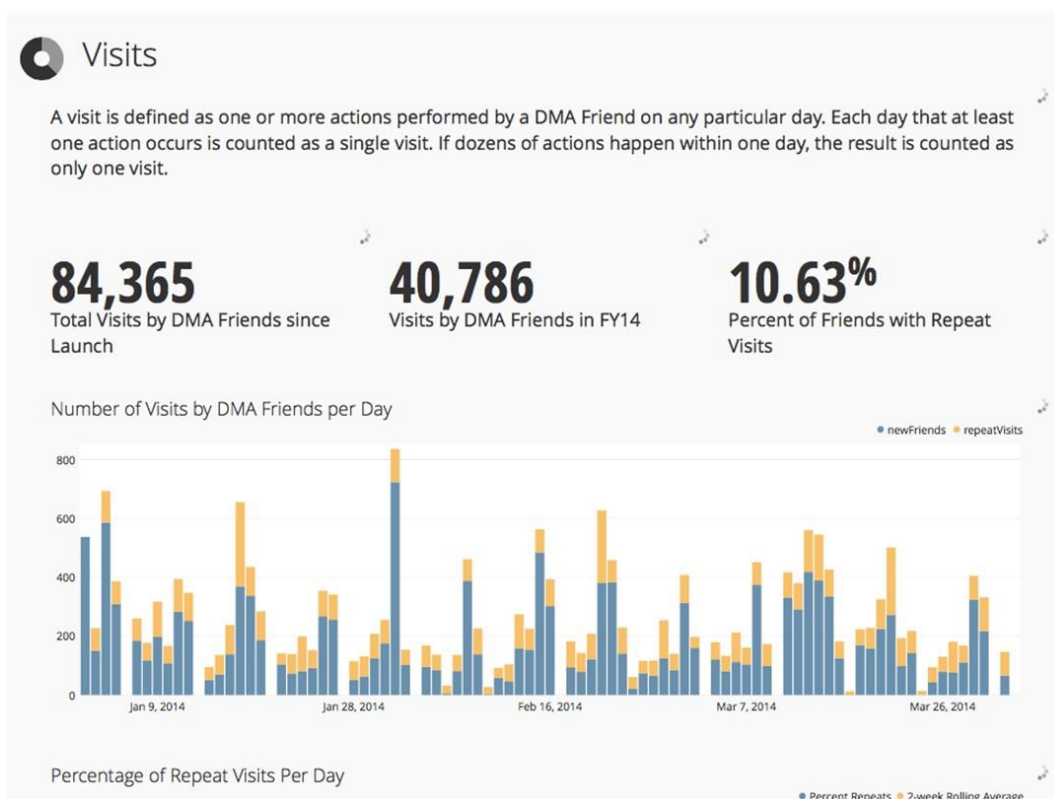 Visits
A visit is defined as one or more actions performed by a DMA Friend on any particular day. Each day that at least
one action occurs is counted as a single visit. If dozens of actions happen within one day, the result is counted as
only one visit.
84,365
Total Visits by DMA Friends since
Launch
40,786
Visits by DMA Friends in FY14
10.63%
Percent of Friends with Repeat
Visits
Number of Visits by DMA Friends per Day
newFriends repeatVisits
800
600
400
200
0
Jan 9, 2014 Jan 28, 2014 Feb 16, 2014 Mar 7, 2014 Mar 26, 2014
Percentage of Repeat Visits Per Day
Percent Repeats 2-week Rolling Average